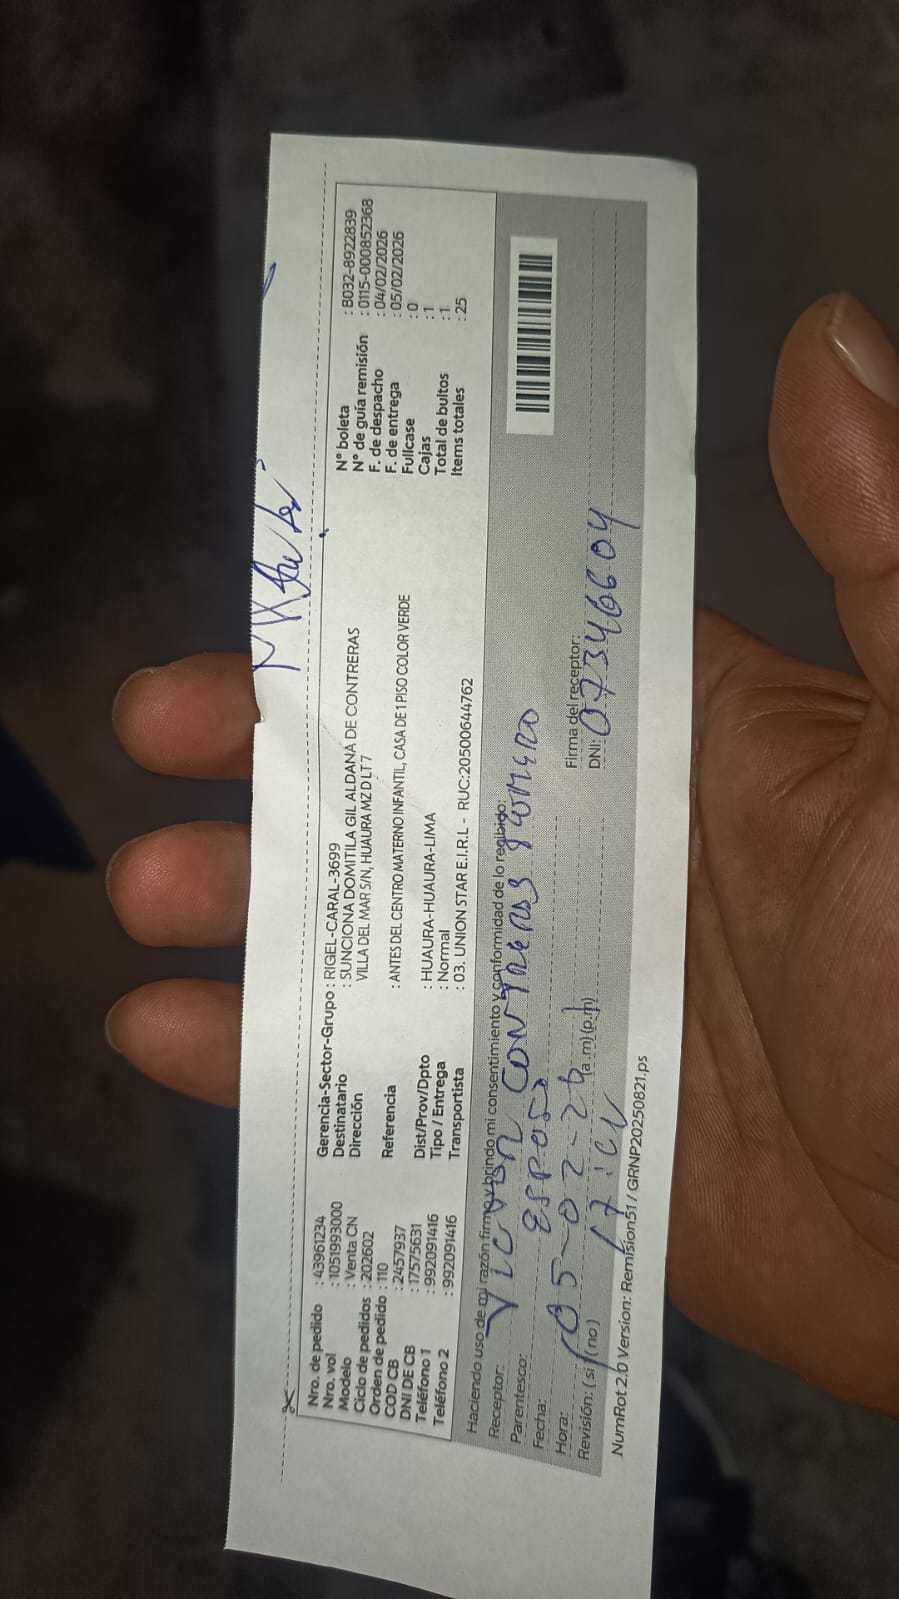 Nro. de pedido : 43961234
Nro. vol : 1051993000
Modelo : Venta CN
Ciclo de pedidos : 202602
Orden de pedido : 110
COD CB : 2457937
DNI DE CB : 17575631
Teléfono 1 : 992091416
Teléfono 2 : 992091416
Gerencia-Sector-Grupo : RIGEL-CARAL-3699
Destinatario : SUNCIONA DOMITILA GIL ALDANA DE CONTRERAS
Dirección VILLA DEL MAR S/N, HUAURA MZ D LT 7
Referencia : ANTES DEL CENTRO MATERNO INFANTIL, CASA DE 1 PISO COLOR VERDE
Dist/Prov/Dpto : HUAURA-HUAURA-LIMA
Tipo / Entrega : Normal
Transportista : 03. UNION STAR E.I.R.L - RUC:20500644762
N° boleta : B032-8922839
N° de guía remisión : 0115-000852368
F. de despacho : 04/02/2026
F. de entrega : 05/02/2026
Fullcase : 0
Cajas : 1
Total de bultos : 1
Items totales : 25
Haciendo uso de mi razón firmo y brindo mi consentimiento y conformidad de lo recibido:
Receptor: VICTOR CONTRERAS ROMERO
Parentesco: ESPOSO
Fecha: 05-02-26
Hora: (a.m)(p.m)
Revisión: (si) (no)
Firma del receptor:
DNI: 07346604
NumRot 2.0 Version: Remision51 / GRNP20250821.ps